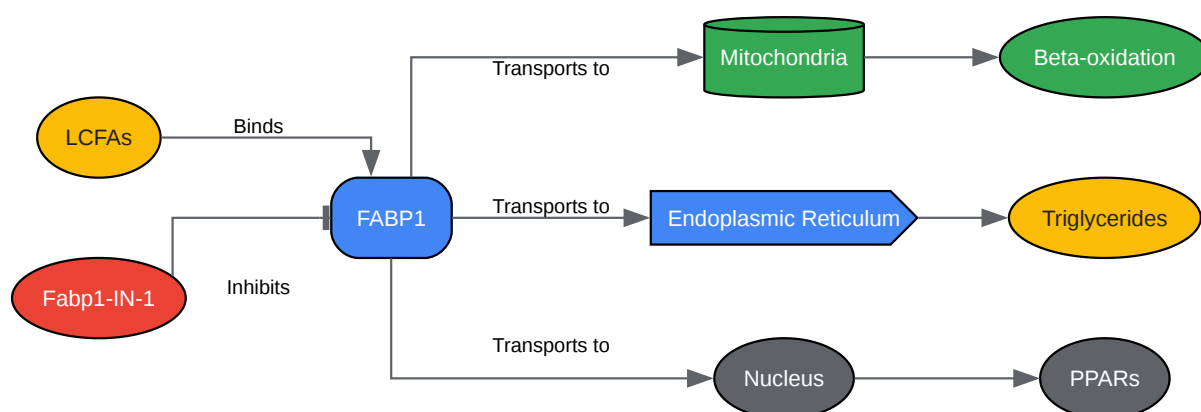 Mitochondria
Beta-oxidation
Transports to
LCFAs
Binds
FABP1
Transports to
Endoplasmic Reticulum
Triglycerides
Fabp1-IN-1
Inhibits
Transports to
Nucleus
PPARs